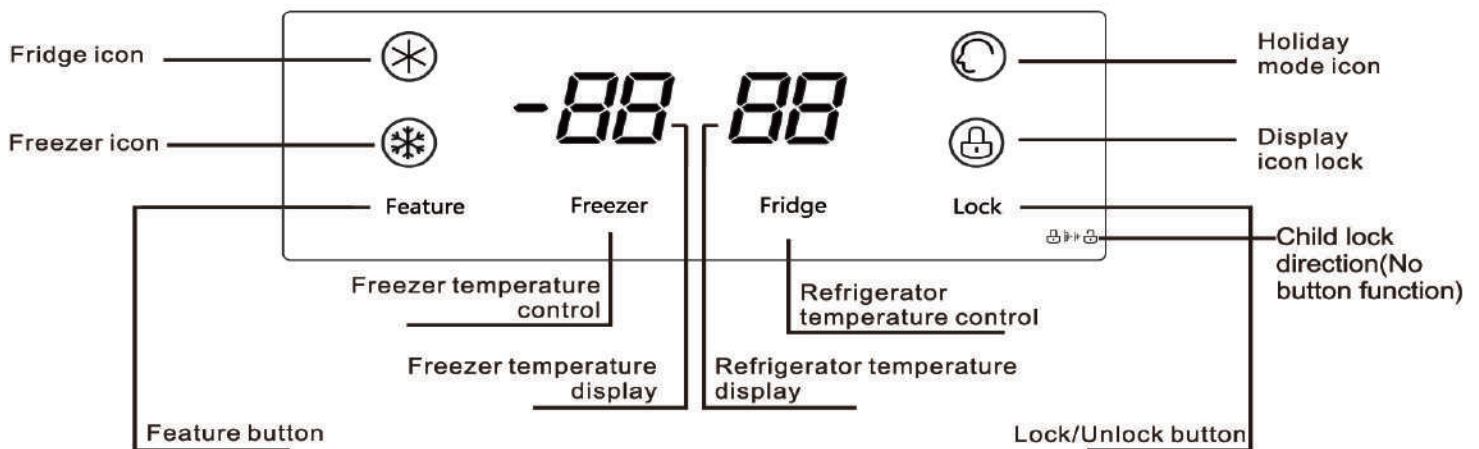 Fridge icon
-88 88
Holiday
mode icon
Freezer icon
Display
icon lock
Feature Freezer Fridge Lock
Child lock
direction(No
button function)
Freezer temperature
control
Refrigerator
temperature control
Freezer temperature
display
Refrigerator temperature
display
Feature button
Lock/Unlock button